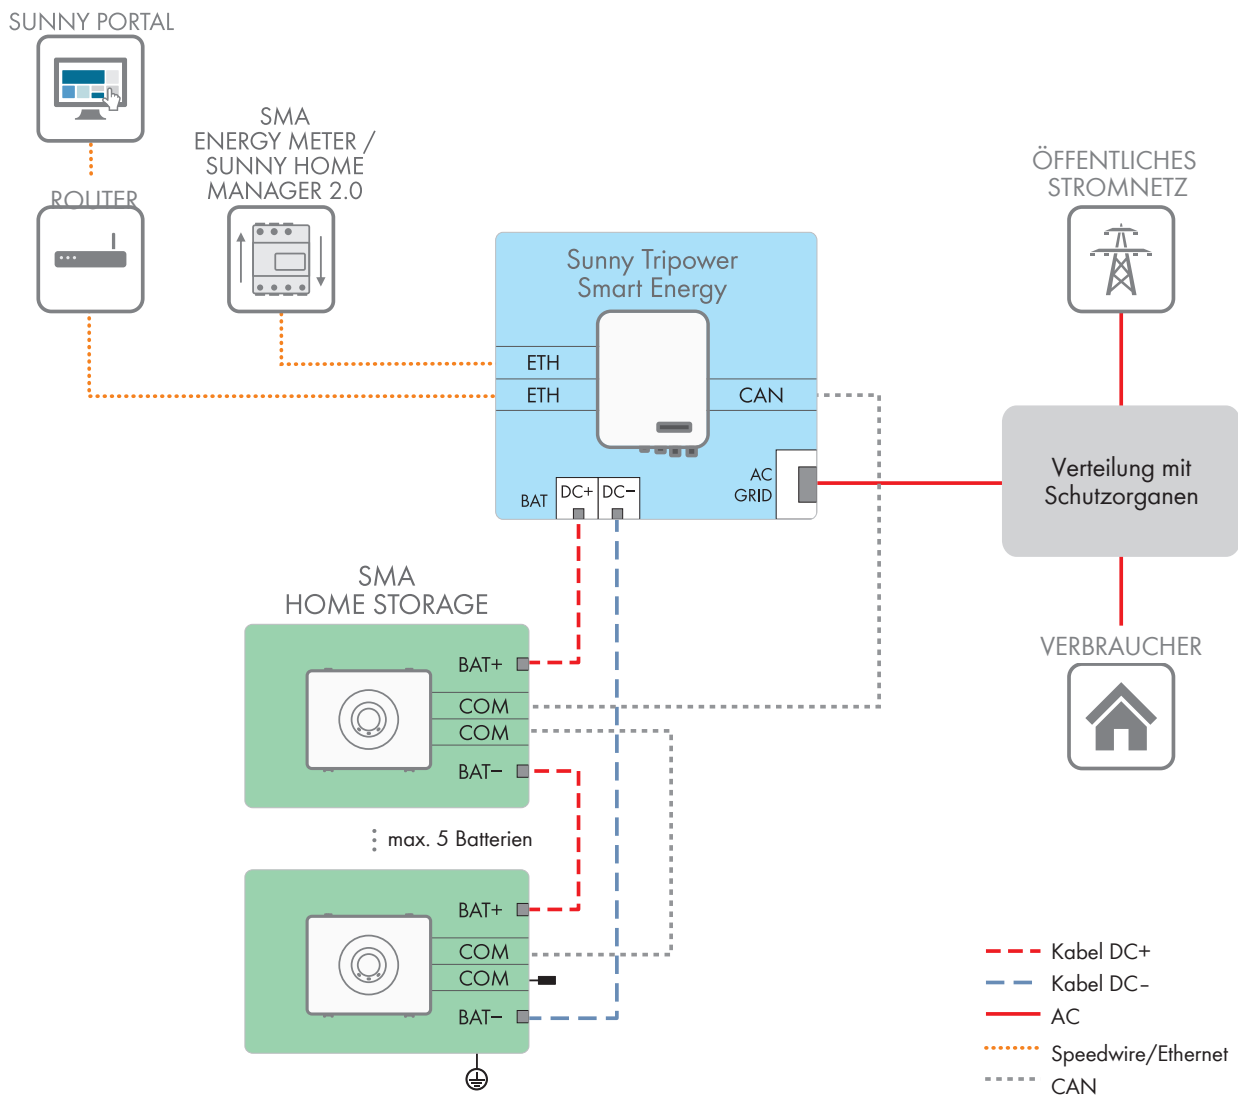 SUNNY PORTAL
ROUTER
SMA
ENERGY METER /
SUNNY HOME
MANAGER 2.0
Sunny Tripower
Smart Energy
ETH
ETH
CAN
BAT
DC+
DC−
AC
GRID
ÖFFENTLICHES
STROMNETZ
Verteilung mit
Schutzorganen
VERBRAUCHER
SMA
HOME STORAGE
BAT+
COM
COM
BAT−
max. 5 Batterien
BAT+
COM
COM
BAT−
Kabel DC+
Kabel DC−
AC
Speedwire/Ethernet
CAN